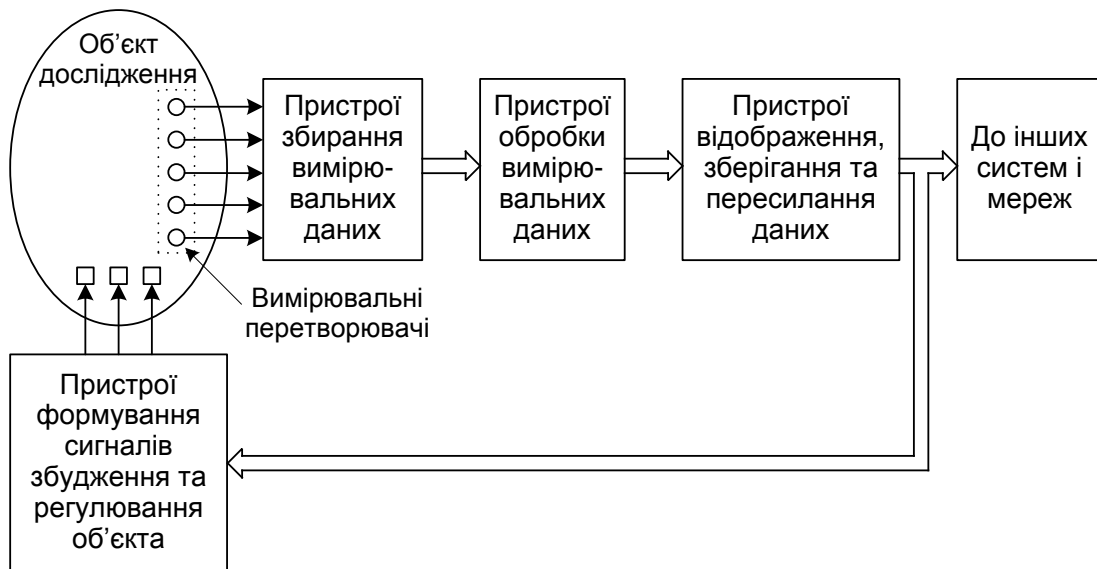 Об’єкт
дослідження
Пристрої
збирання
вимірю-
вальних
даних
Пристрої
обробки
вимірю-
вальних
даних
Пристрої
відображення,
зберігання та
пересилання
даних
До інших
систем і
мереж
Вимірювальні
перетворювачі
Пристрої
формування
сигналів
збудження та
регулювання
об’єкта